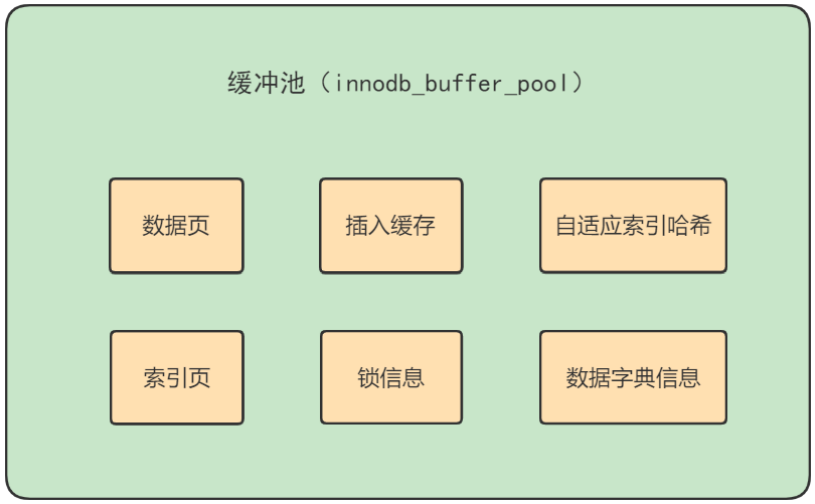 缓冲池（innodb_buffer_pool）
数据页
插入缓存
自适应索引哈希
索引页
锁信息
数据字典信息